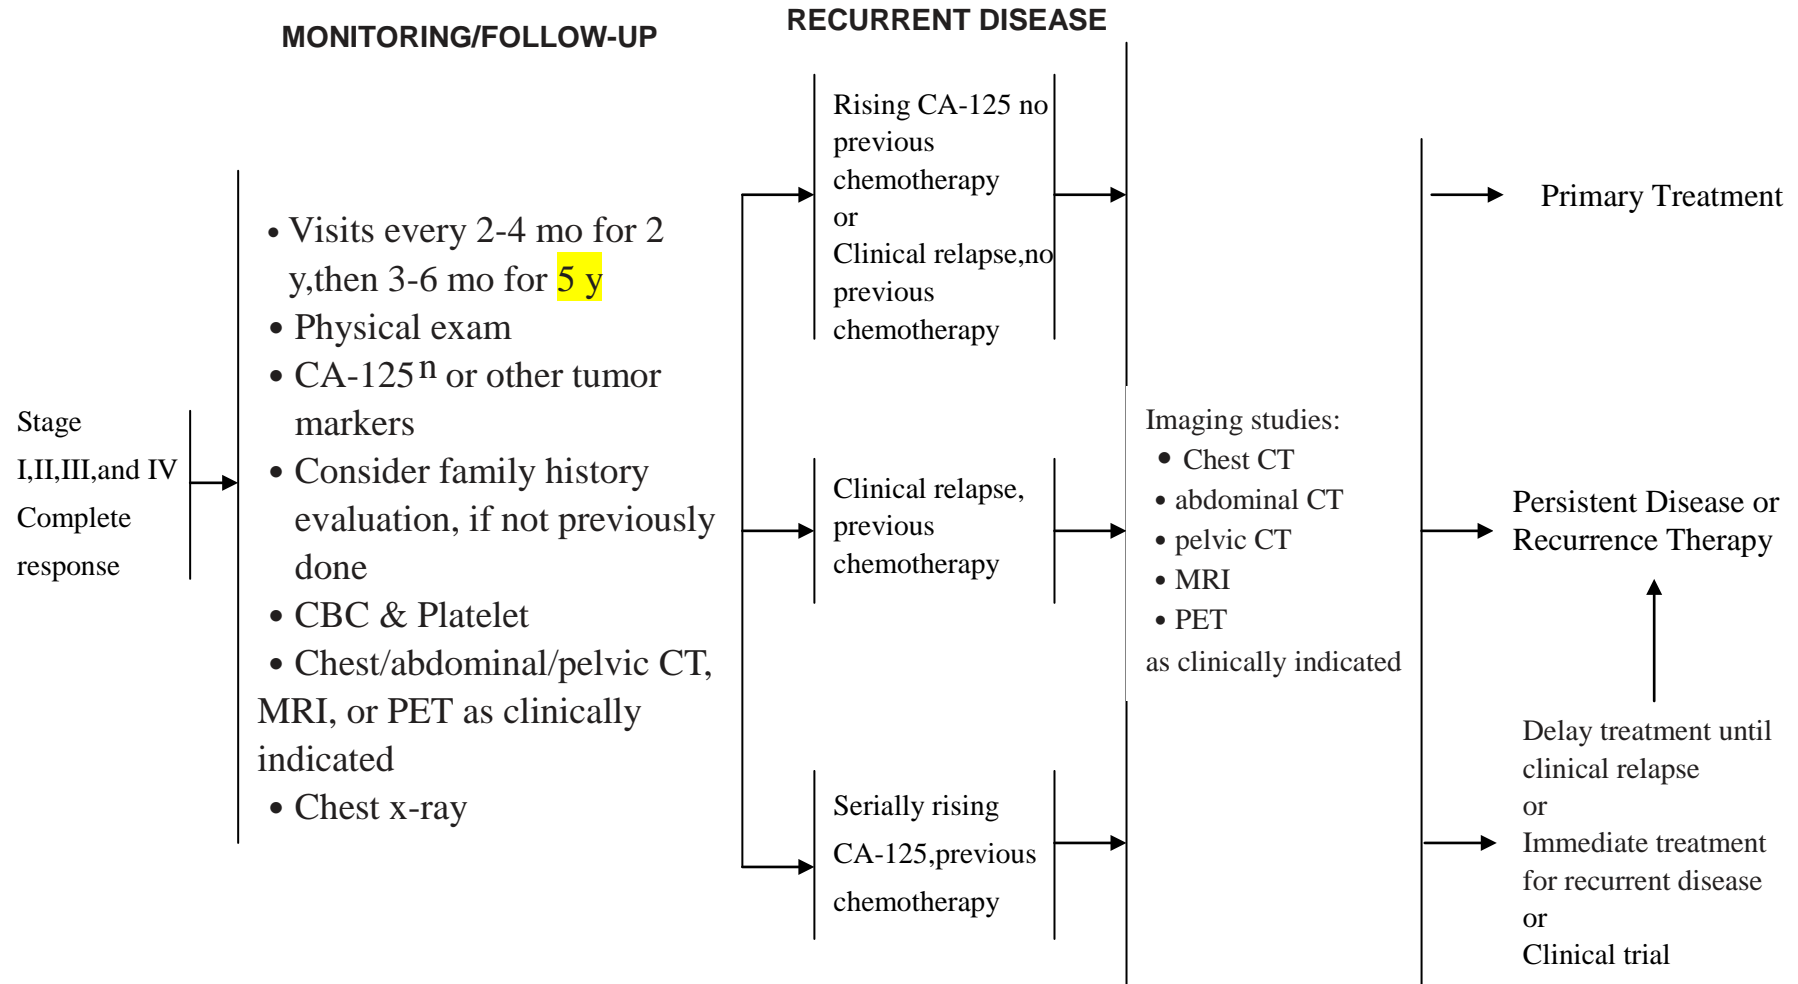 MONITORING/FOLLOW-UP
RECURRENT DISEASE
Stage
I,II,III,and IV
Complete
response
• Visits every 2-4 mo for 2
y,then 3-6 mo for 5 y
• Physical exam
• CA-125ⁿ or other tumor
markers
• Consider family history
evaluation, if not previously
done
• CBC & Platelet
• Chest/abdominal/pelvic CT,
MRI, or PET as clinically
indicated
• Chest x-ray
Rising CA-125 no
previous
chemotherapy
or
Clinical relapse,no
previous
chemotherapy
Clinical relapse,
previous
chemotherapy
Serially rising
CA-125,previous
chemotherapy
Imaging studies:
• Chest CT
• abdominal CT
• pelvic CT
• MRI
• PET
as clinically indicated
Primary Treatment
Persistent Disease or
Recurrence Therapy
Delay treatment until
clinical relapse
or
Immediate treatment
for recurrent disease
or
Clinical trial